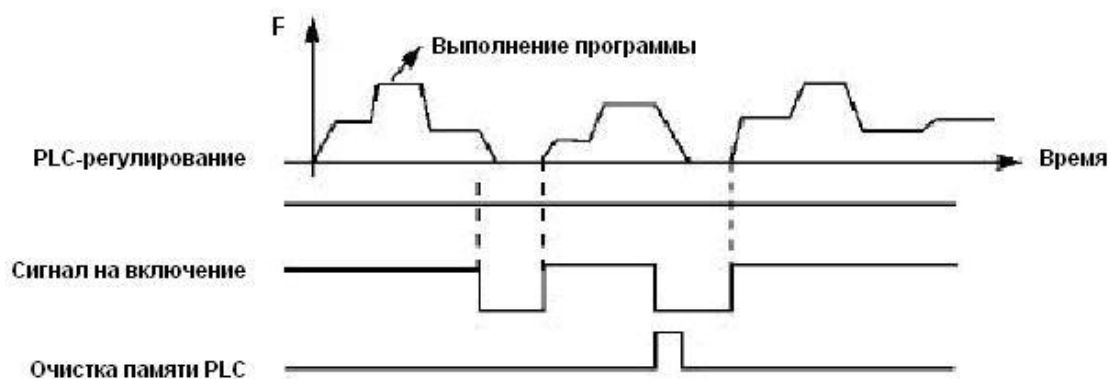 F
Выполнение программы
PLC-регулирование
Время
Сигнал на включение
Очистка памяти PLC